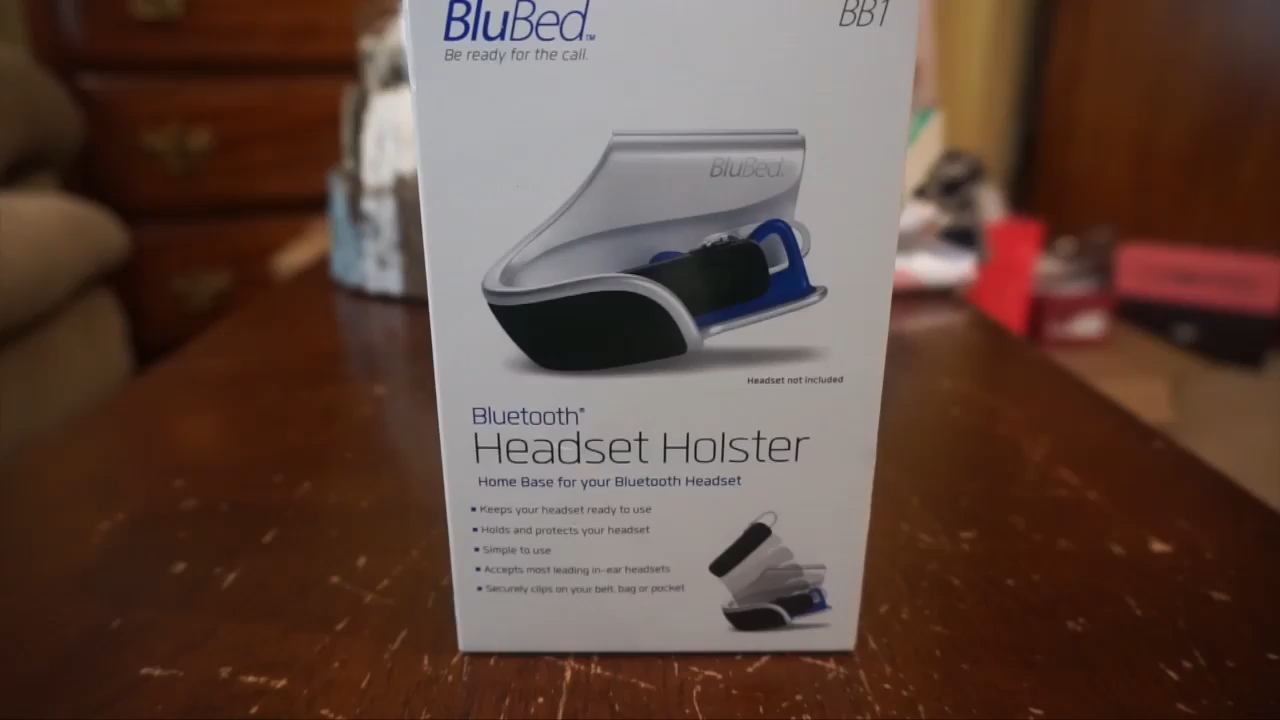 BluBed™
BB1
Be ready for the call.
BluBed.
Headset not included
Bluetooth®
Headset Holster
Home Base for your Bluetooth Headset
▪ Keeps your headset ready to use
▪ Holds and protects your headset
▪ Simple to use
▪ Accepts most leading in-ear headsets
▪ Securely clips on your belt, bag or pocket